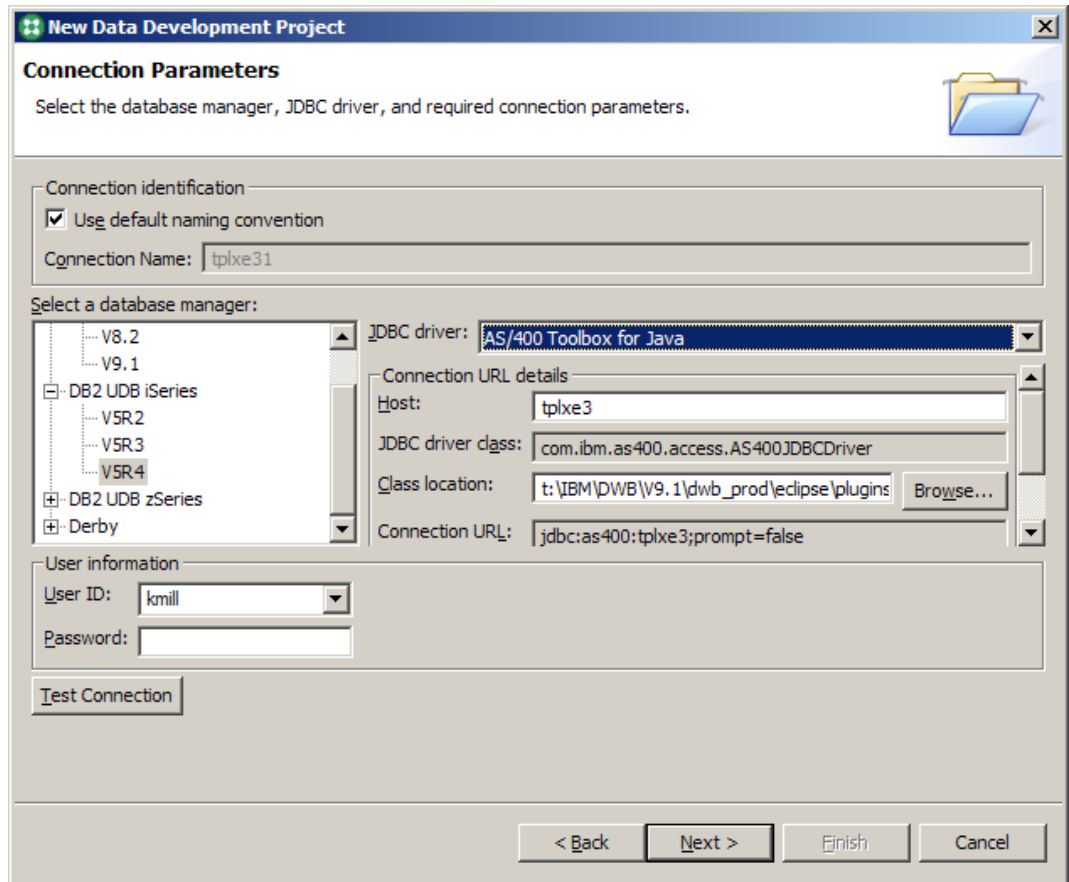 New Data Development Project
Connection Parameters
Select the database manager, JDBC driver, and required connection parameters.
Connection identification
Use default naming convention
Connection Name: tplxe31
Select a database manager:
V8.2
V9.1
DB2 UDB iSeries
V5R2
V5R3
V5R4
DB2 UDB zSeries
Derby
JDBC driver: AS/400 Toolbox for Java
Connection URL details
Host: tplxe3
JDBC driver class: com.ibm.as400.access.AS400JDBCDriver
Class location: t:\IBM\DWB\V9.1\dwb_prod\eclipse\plugins Browse...
Connection URL: jdbc:as400:tplxe3;prompt=false
User information
User ID: kmill
Password:
Test Connection
< Back Next > Finish Cancel